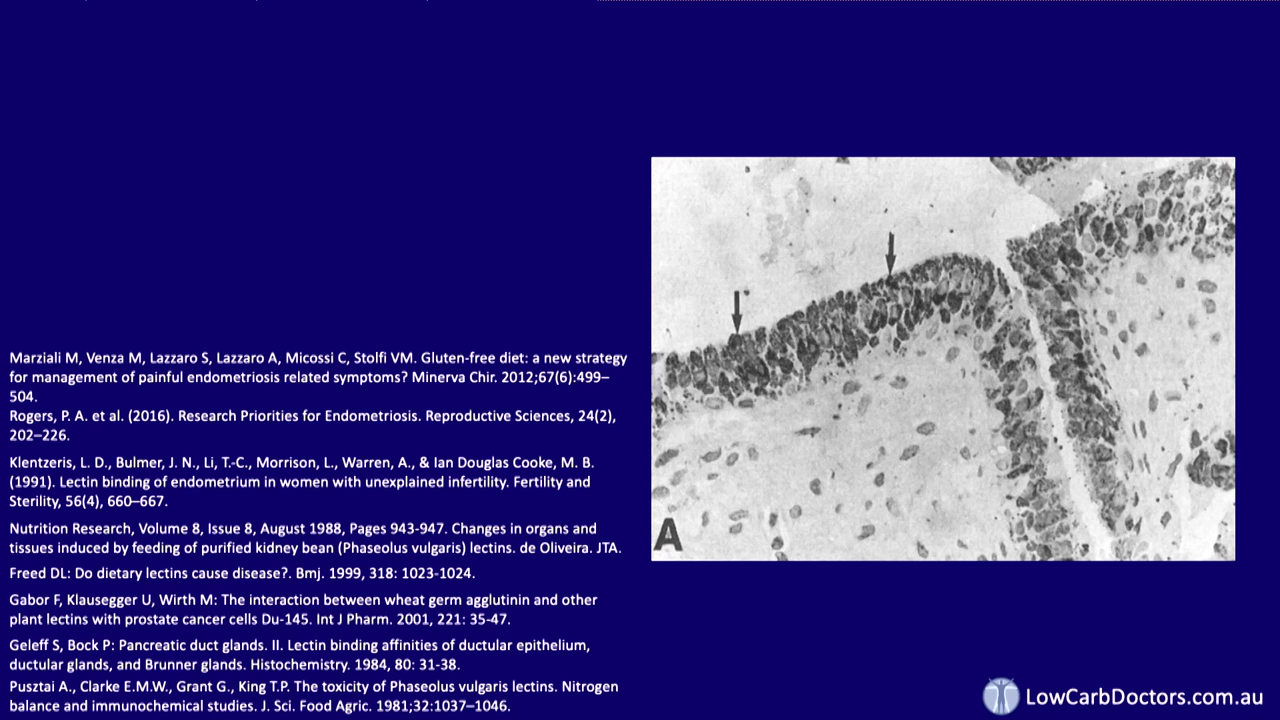 Marziali M, Venza M, Lazzaro S, Lazzaro A, Micossi C, Stolfi VM. Gluten-free diet: a new strategy
for management of painful endometriosis related symptoms? Minerva Chir. 2012;67(6):499–
504.
Rogers, P. A. et al. (2016). Research Priorities for Endometriosis. Reproductive Sciences, 24(2),
202–226.
Klentzeris, L. D., Bulmer, J. N., Li, T.-C., Morrison, L., Warren, A., & Ian Douglas Cooke, M. B.
(1991). Lectin binding of endometrium in women with unexplained infertility. Fertility and
Sterility, 56(4), 660–667.
Nutrition Research, Volume 8, Issue 8, August 1988, Pages 943-947. Changes in organs and
tissues induced by feeding of purified kidney bean (Phaseolus vulgaris) lectins. de Oliveira. JTA.
Freed DL: Do dietary lectins cause disease?. Bmj. 1999, 318: 1023-1024.
Gabor F, Klausegger U, Wirth M: The interaction between wheat germ agglutinin and other
plant lectins with prostate cancer cells Du-145. Int J Pharm. 2001, 221: 35-47.
Geleff S, Bock P: Pancreatic duct glands. II. Lectin binding affinities of ductular epithelium,
ductular glands, and Brunner glands. Histochemistry. 1984, 80: 31-38.
Pusztai A., Clarke E.M.W., Grant G., King T.P. The toxicity of Phaseolus vulgaris lectins. Nitrogen
balance and immunochemical studies. J. Sci. Food Agric. 1981;32:1037–1046.
A
LowCarbDoctors.com.au